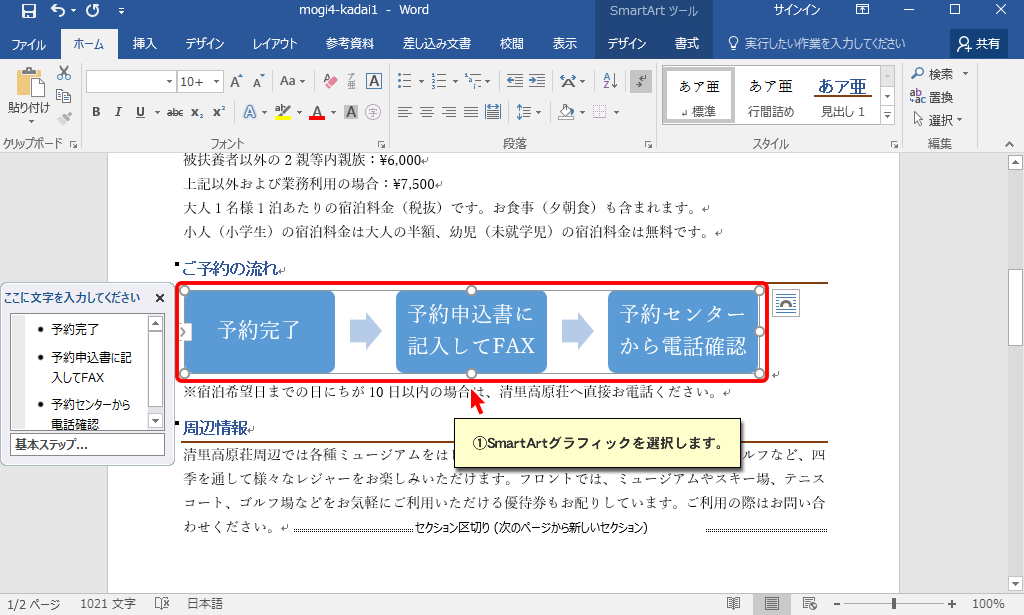 mogi4-kadai1 - Word
SmartArt ツール
サインイン
ファイル ホーム 挿入 デザイン レイアウト 参考資料 差し込み文書 校閲 表示 デザイン 書式 実行したい作業を入力してください 共有
貼り付け
10+
Aa
B I U abc x₂ x²
あア亜 あア亜 あア亜
標準 行間詰め 見出し 1
検索
置換
選択
クリップボード フォント 段落 スタイル 編集
被扶養者以外の 2 親等内親族：¥6,000
上記以外および業務利用の場合：¥7,500
大人 1 名様 1 泊あたりの宿泊料金（税抜）です。お食事（夕朝食）も含まれます。
小人（小学生）の宿泊料金は大人の半額、幼児（未就学児）の宿泊料金は無料です。
ご予約の流れ
ここに文字を入力してください
予約完了
予約申込書に記
入してFAX
予約センターから
電話確認
基本ステップ...
予約完了
予約申込書に
記入してFAX
予約センター
から電話確認
※宿泊希望日までの日にちが 10 日以内の場合は、清里高原荘へ直接お電話ください。
①SmartArtグラフィックを選択します。
周辺情報
清里高原荘周辺では各種ミュージアムをは
ルフなど、四
季を通して様々なレジャーをお楽しみいただけます。フロントでは、ミュージアムやスキー場、テニス
コート、ゴルフ場などをお気軽にご利用いただける優待券もお配りしています。ご利用の際はお問い合
わせください。
セクション区切り (次のページから新しいセクション)
1/2 ページ 1021 文字 日本語 100%